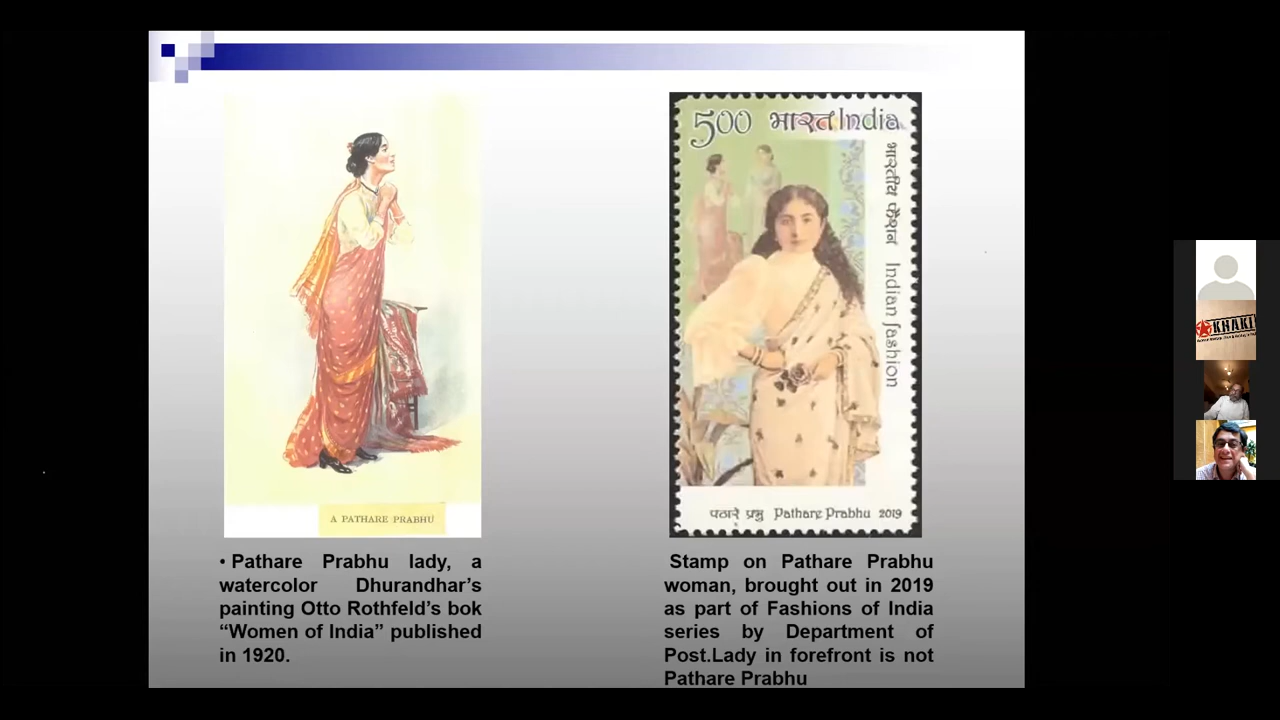 A PATHARE PRABHU
• Pathare Prabhu lady, a
watercolor Dhurandhar's
painting Otto Rothfeld's bok
“Women of India” published
in 1920.
500 भारत India
भारतीय फैशन Indian fashion
पठारे प्रभु Pathare Prabhu 2019
Stamp on Pathare Prabhu
woman, brought out in 2019
as part of Fashions of India
series by Department of
Post.Lady in forefront is not
Pathare Prabhu
KHAKI